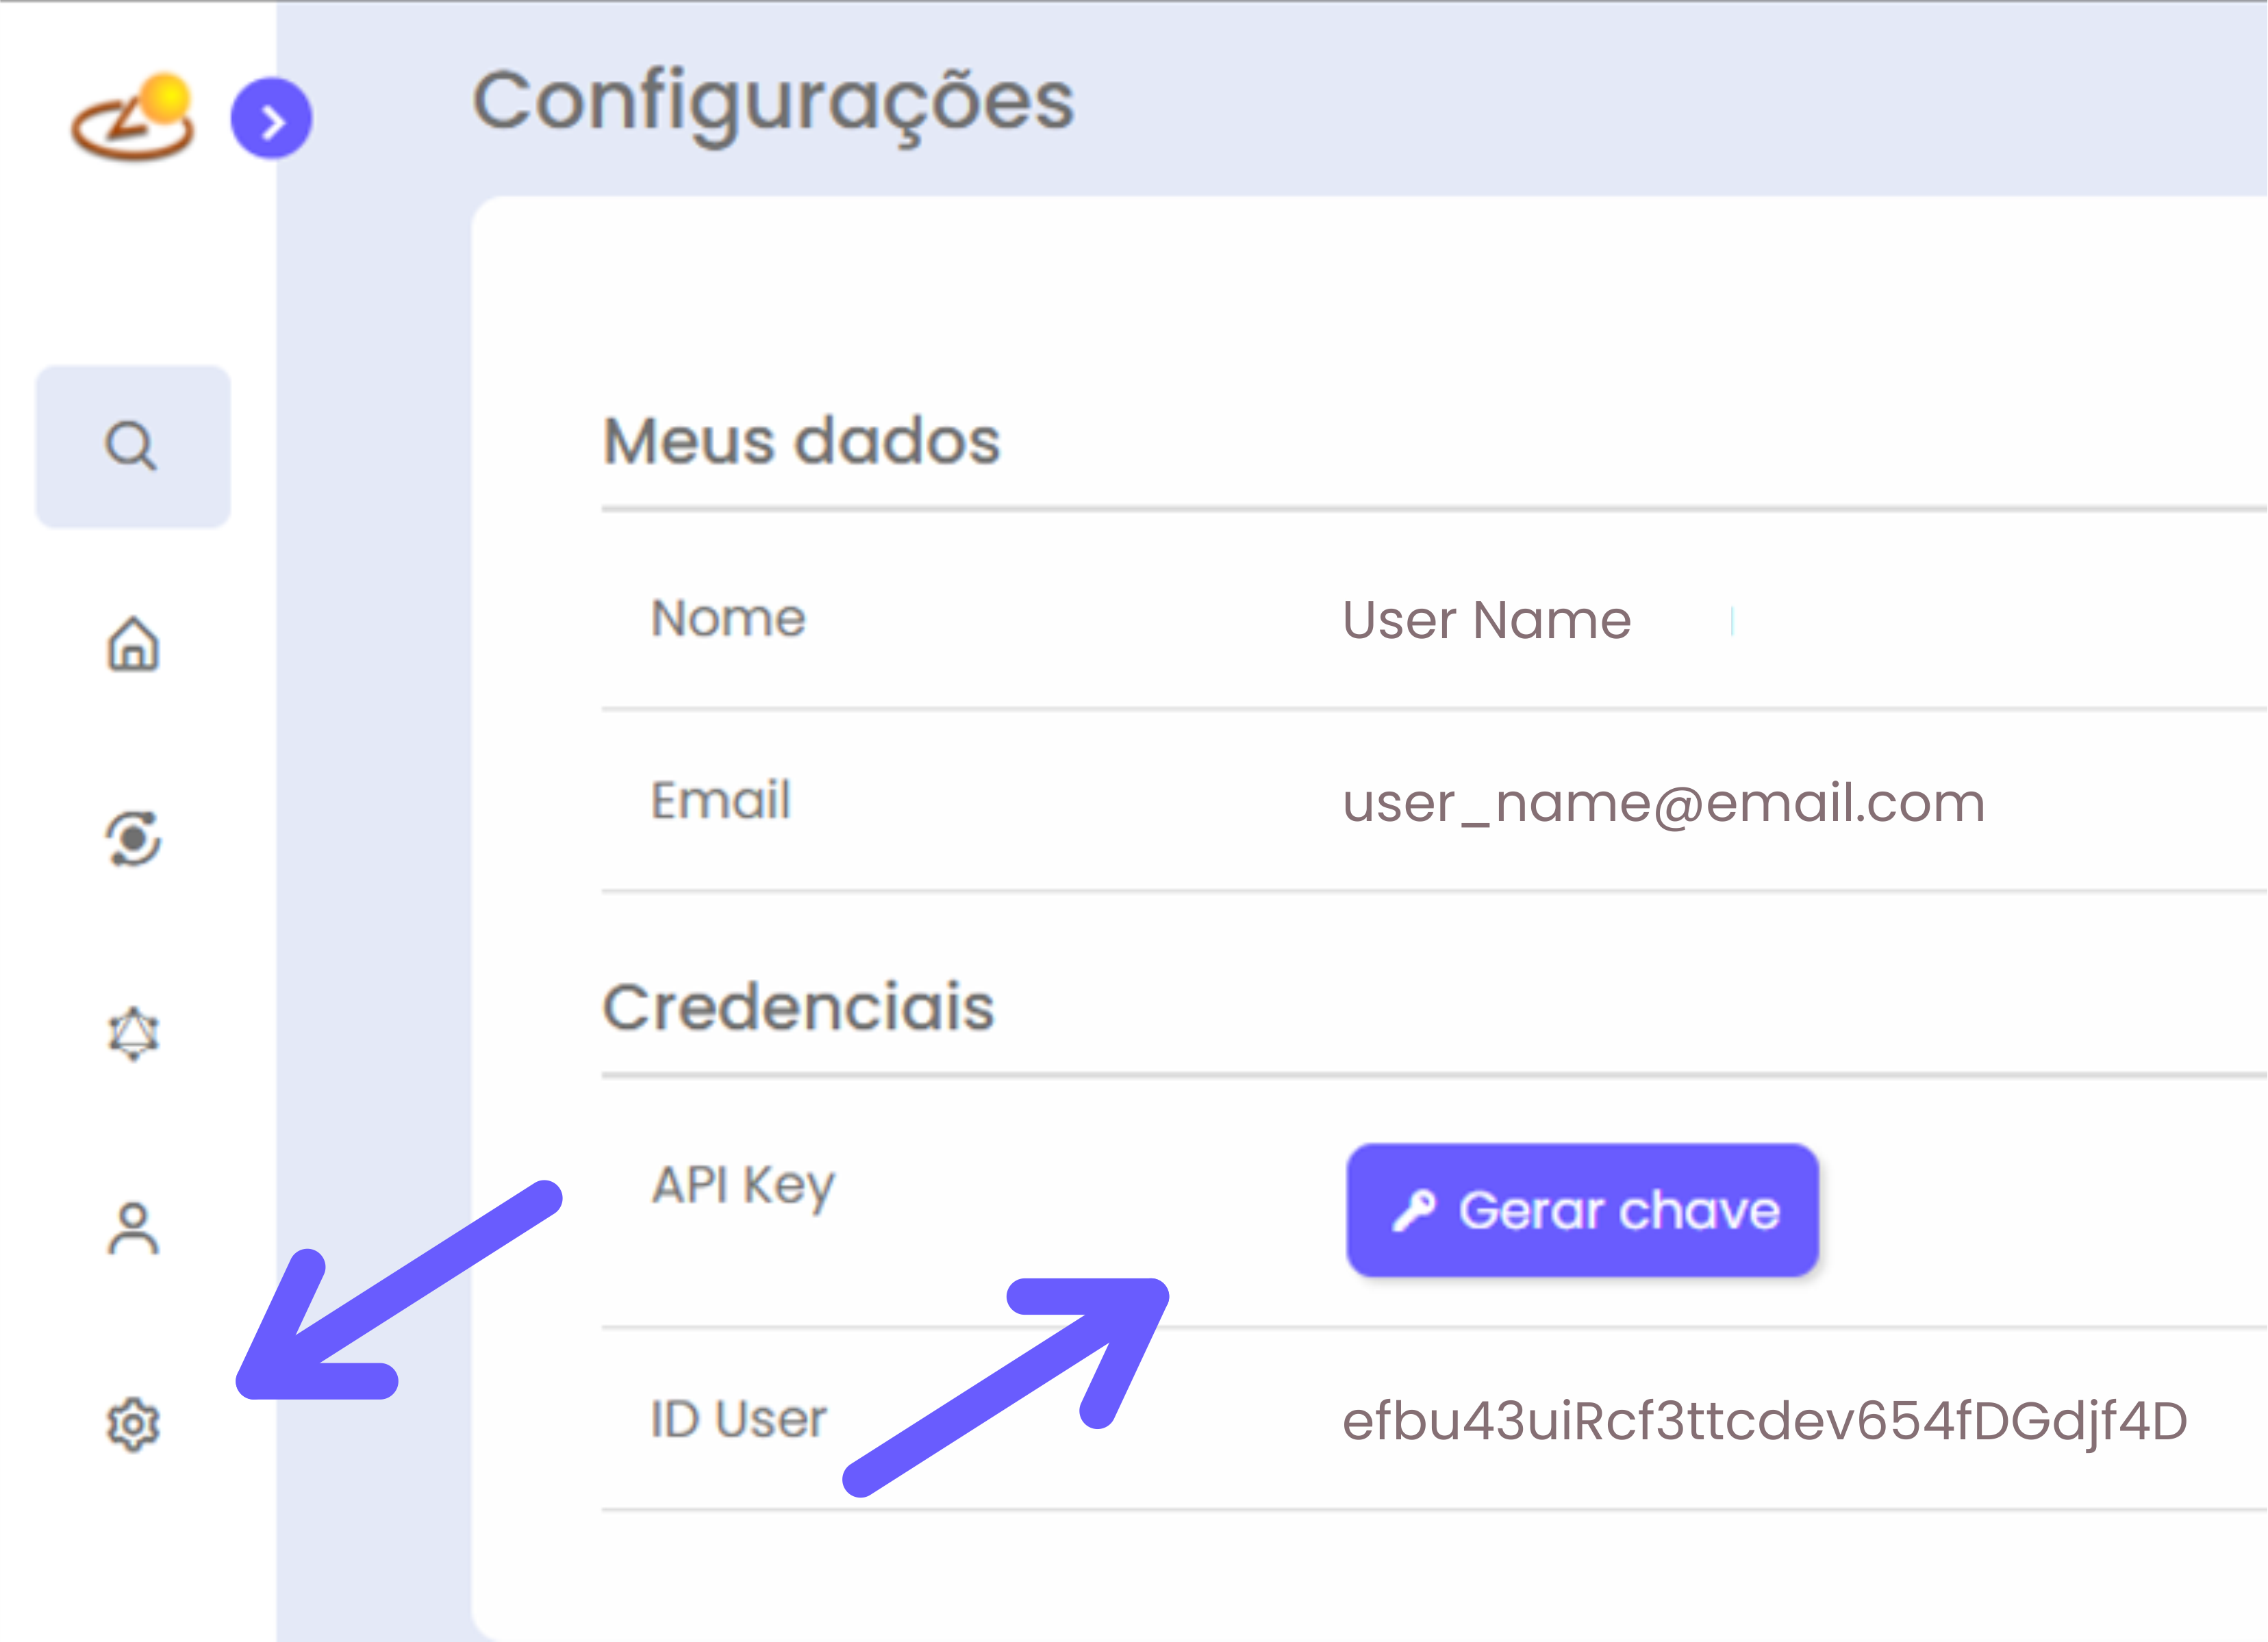 Configurações
Meus dados
Nome User Name
Email user_name@email.com
Credenciais
API Key Gerar chave
ID User efbu43uiRcf3ttcdev654fDGdjf4D